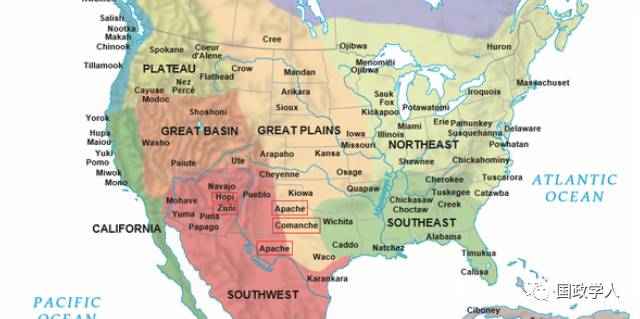 Salish
Nootka
Makah
Chinook
Tillamook
Spokane
Coeur
d'Alene
Cree
Ojibwa
Huron
PLATEAU
Flathead
Crow
Mandan
Menomini
Ojibwa
Nez
Percé
Cayuse
Modoc
Arikara
Sioux
Sauk
Fox
Kickapoo
Potawatomi
Iroquois
Massachuset
Yorok
Hupa
Maiou
Yuki
Pomo
Miwok
Mono
Shoshoni
GREAT BASIN
Washo
Paiute
Ute
GREAT PLAINS
Iowa
Missouri
Illinois
Miami
Erie
Pamunkey
Susquehanna
Delaware
Powhatan
NORTHEAST
Arapaho
Kansa
Shawnee
Chickahominy
Cheyenne
Osage
Cherokee
Tuscarora
Navajo
Hopi
Zuñi
Pueblo
Kiowa
Quapaw
Tuskegee
Catawba
ATLANTIC
OCEAN
Mohave
Yuma
Pima
Papago
Apache
Comanche
Wichita
Chickasaw
Choctaw
Creek
SOUTHEAST
CALIFORNIA
Apache
Caddo
Natchez
Alabama
Waco
Timukua
Calusa
Karankara
SOUTHWEST
PACIFIC
OCEAN
Ciboney
国政学人